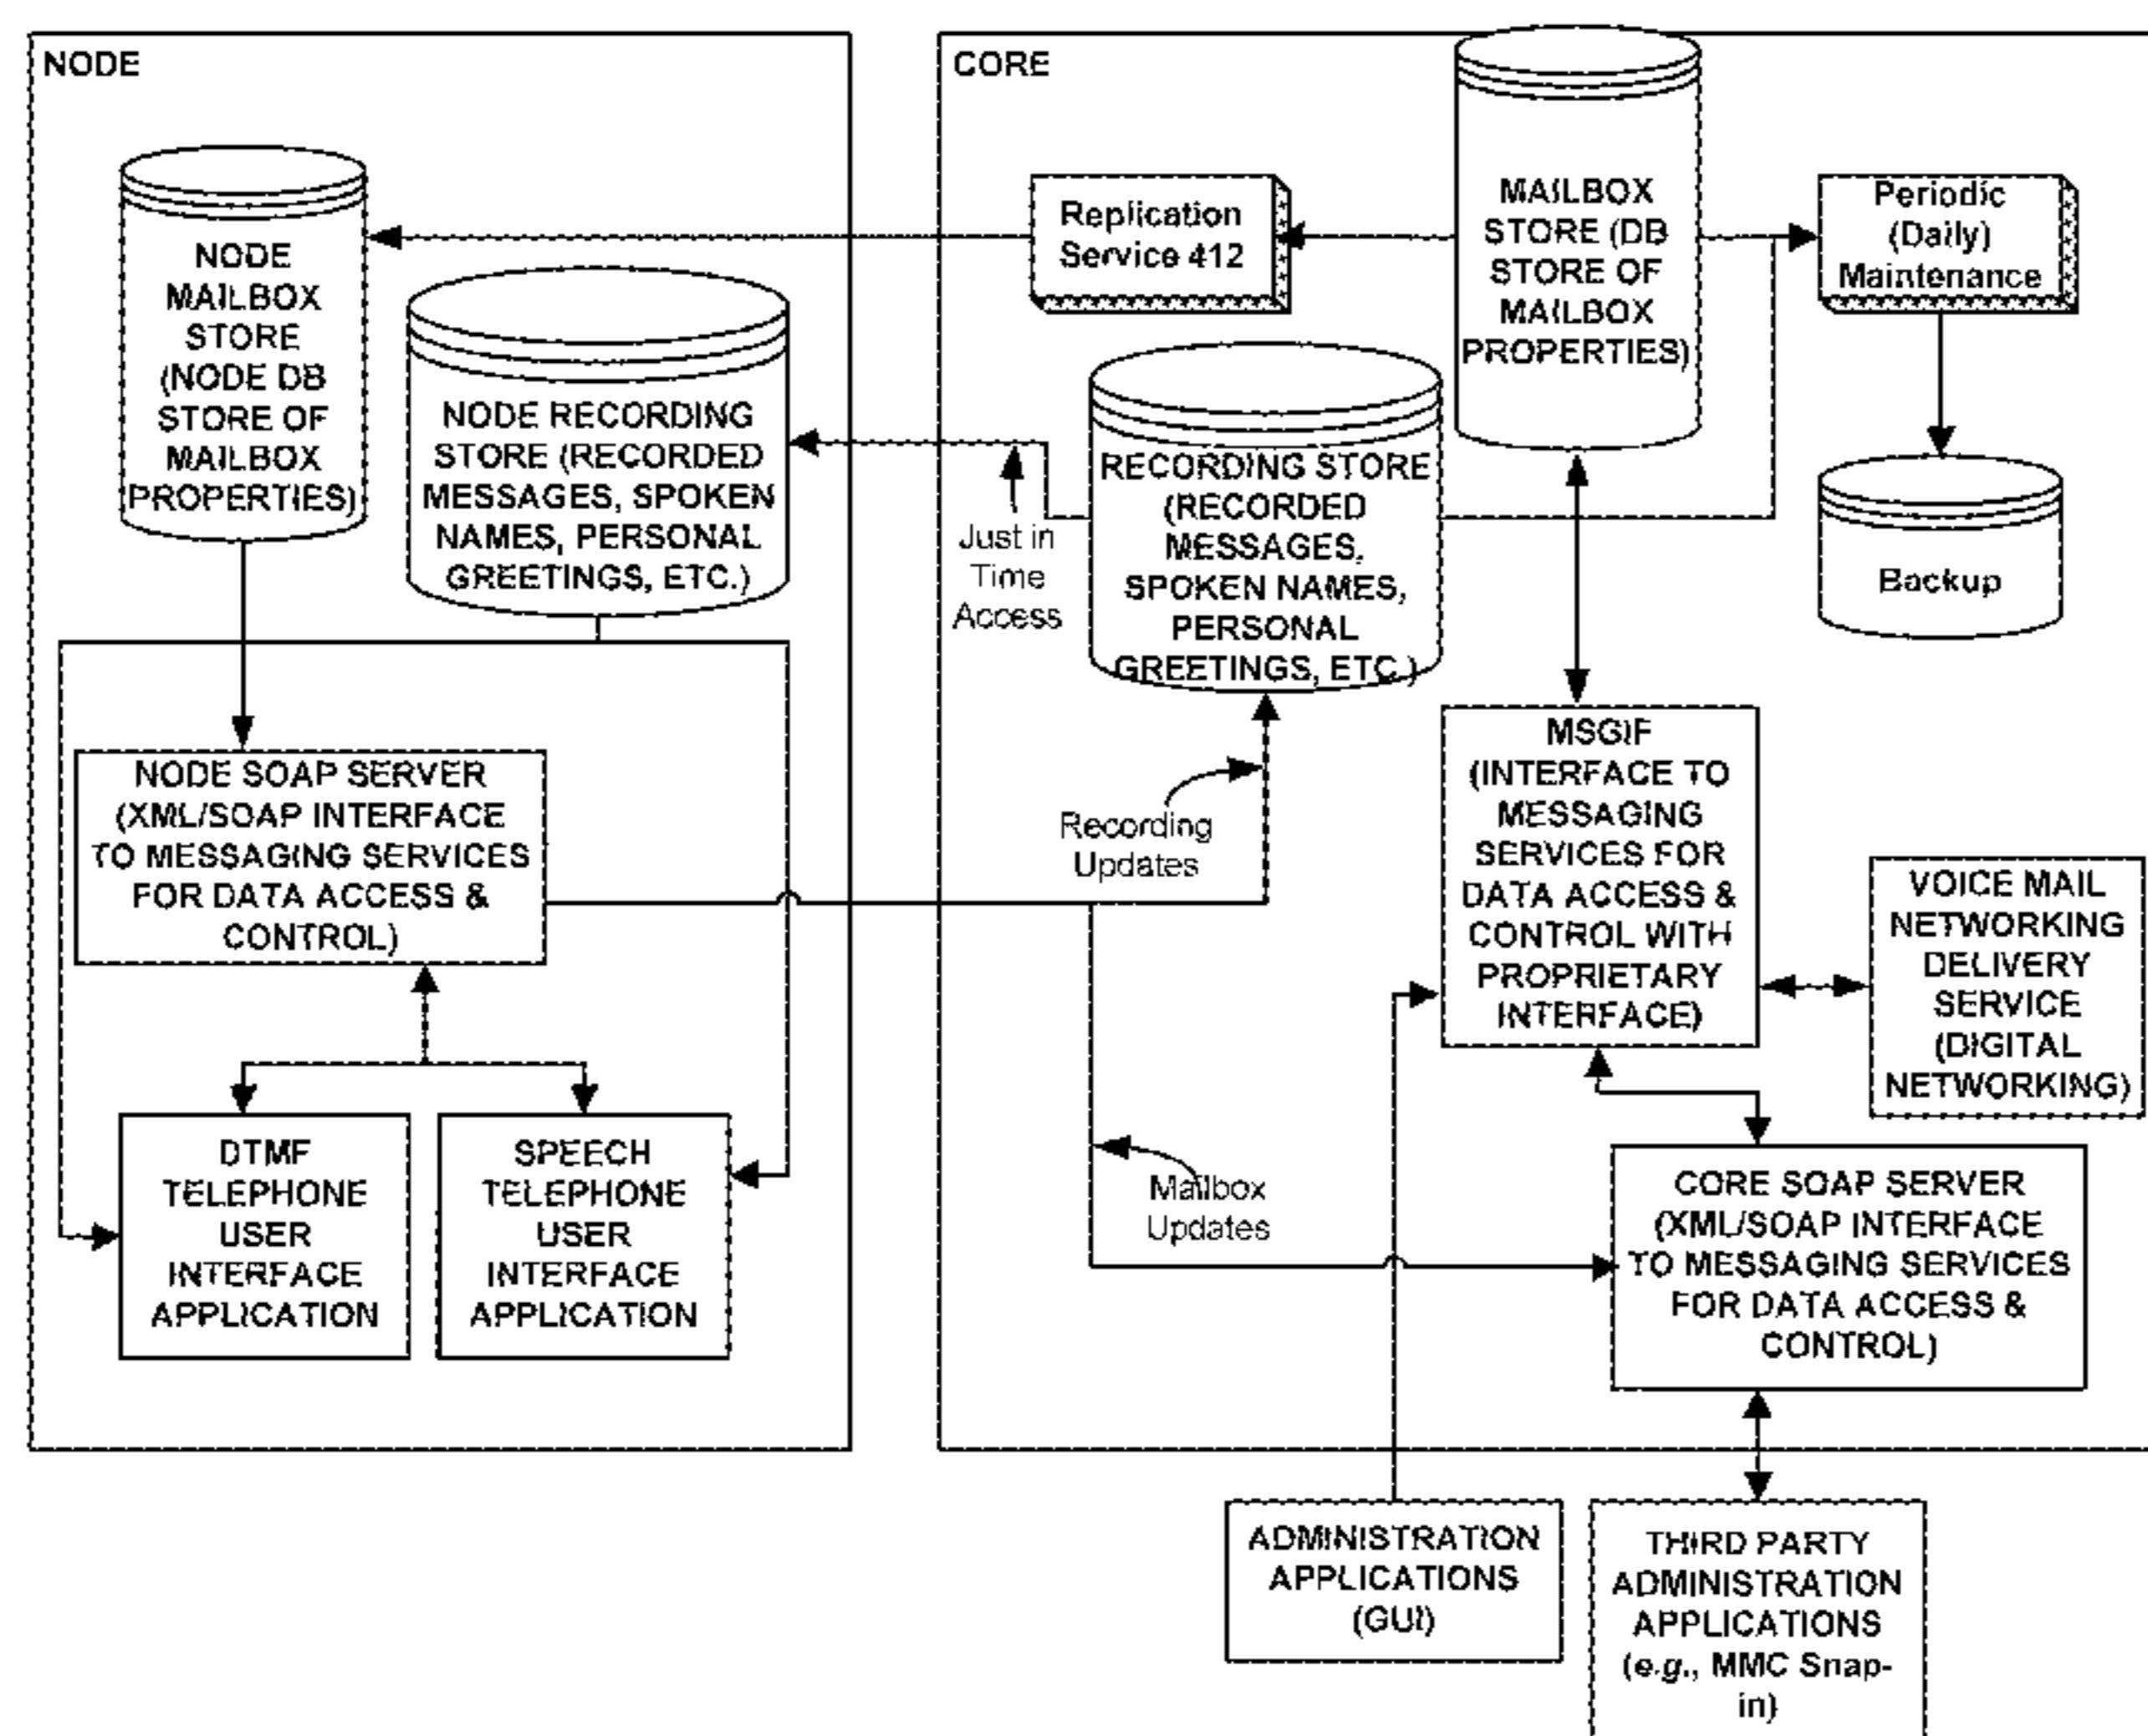 NODE
NODE
MAILBOX
STORE
(NODE DB
STORE OF
MAILBOX
PROPERTIES)
NODE RECORDING
STORE (RECORDED
MESSAGES, SPOKEN
NAMES, PERSONAL
GREETINGS, ETC.)
NODE SOAP SERVER
(XML/SOAP INTERFACE
TO MESSAGING SERVICES
FOR DATA ACCESS &
CONTROL)
DTMF
TELEPHONE
USER
INTERFACE
APPLICATION
SPEECH
TELEPHONE
USER
INTERFACE
APPLICATION
CORE
Replication
Service 412
MAILBOX
STORE (DB
STORE OF
MAILBOX
PROPERTIES)
Periodic
(Daily)
Maintenance
Backup
Just in
Time
Access
RECORDING STORE
(RECORDED
MESSAGES,
SPOKEN NAMES,
PERSONAL
GREETINGS, ETC.)
Recording
Updates
MSGIF
(INTERFACE TO
MESSAGING
SERVICES FOR
DATA ACCESS &
CONTROL WITH
PROPRIETARY
INTERFACE)
VOICE MAIL
NETWORKING
DELIVERY
SERVICE
(DIGITAL
NETWORKING)
Mailbox
Updates
CORE SOAP SERVER
(XML/SOAP INTERFACE
TO MESSAGING SERVICES
FOR DATA ACCESS &
CONTROL)
ADMINISTRATION
APPLICATIONS
(GUI)
THIRD PARTY
ADMINISTRATION
APPLICATIONS
(e.g., MMC Snap-
in)